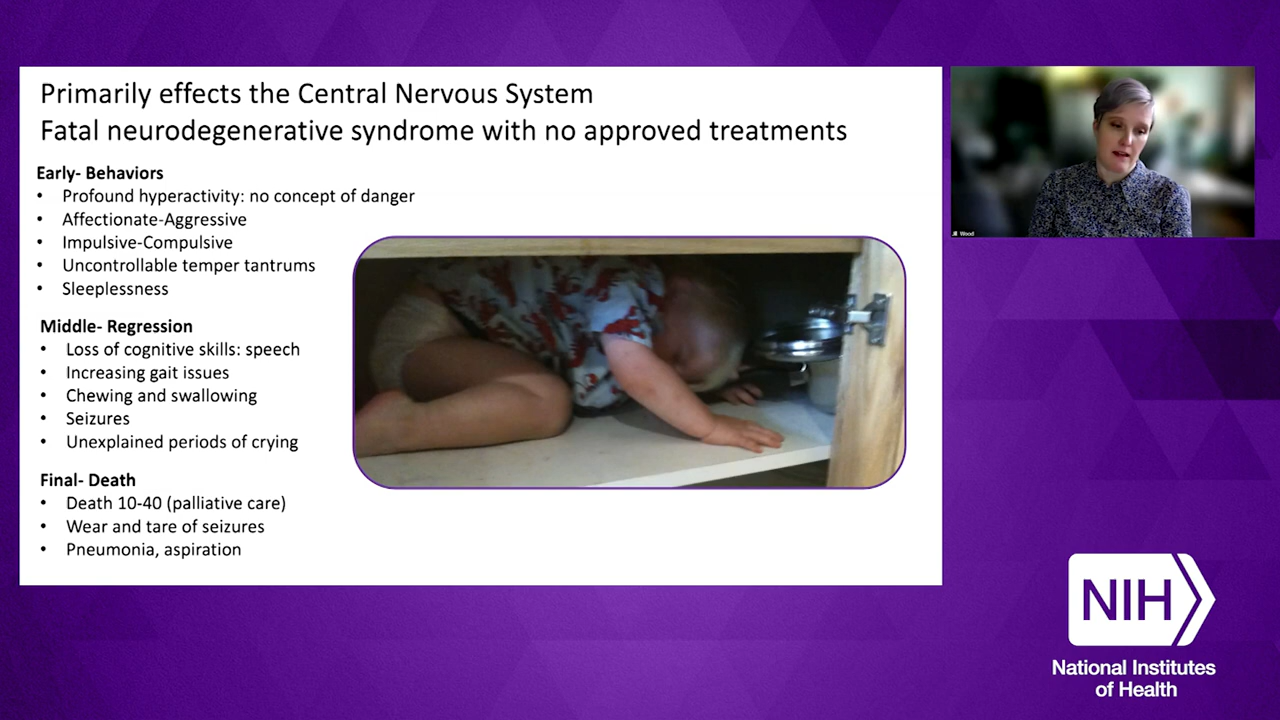 Primarily effects the Central Nervous System
Fatal neurodegenerative syndrome with no approved treatments
Early- Behaviors
• Profound hyperactivity: no concept of danger
• Affectionate-Aggressive
• Impulsive-Compulsive
• Uncontrollable temper tantrums
• Sleeplessness
Middle- Regression
• Loss of cognitive skills: speech
• Increasing gait issues
• Chewing and swallowing
• Seizures
• Unexplained periods of crying
Final- Death
• Death 10-40 (palliative care)
• Wear and tare of seizures
• Pneumonia, aspiration
Wood
NIH
National Institutes
of Health